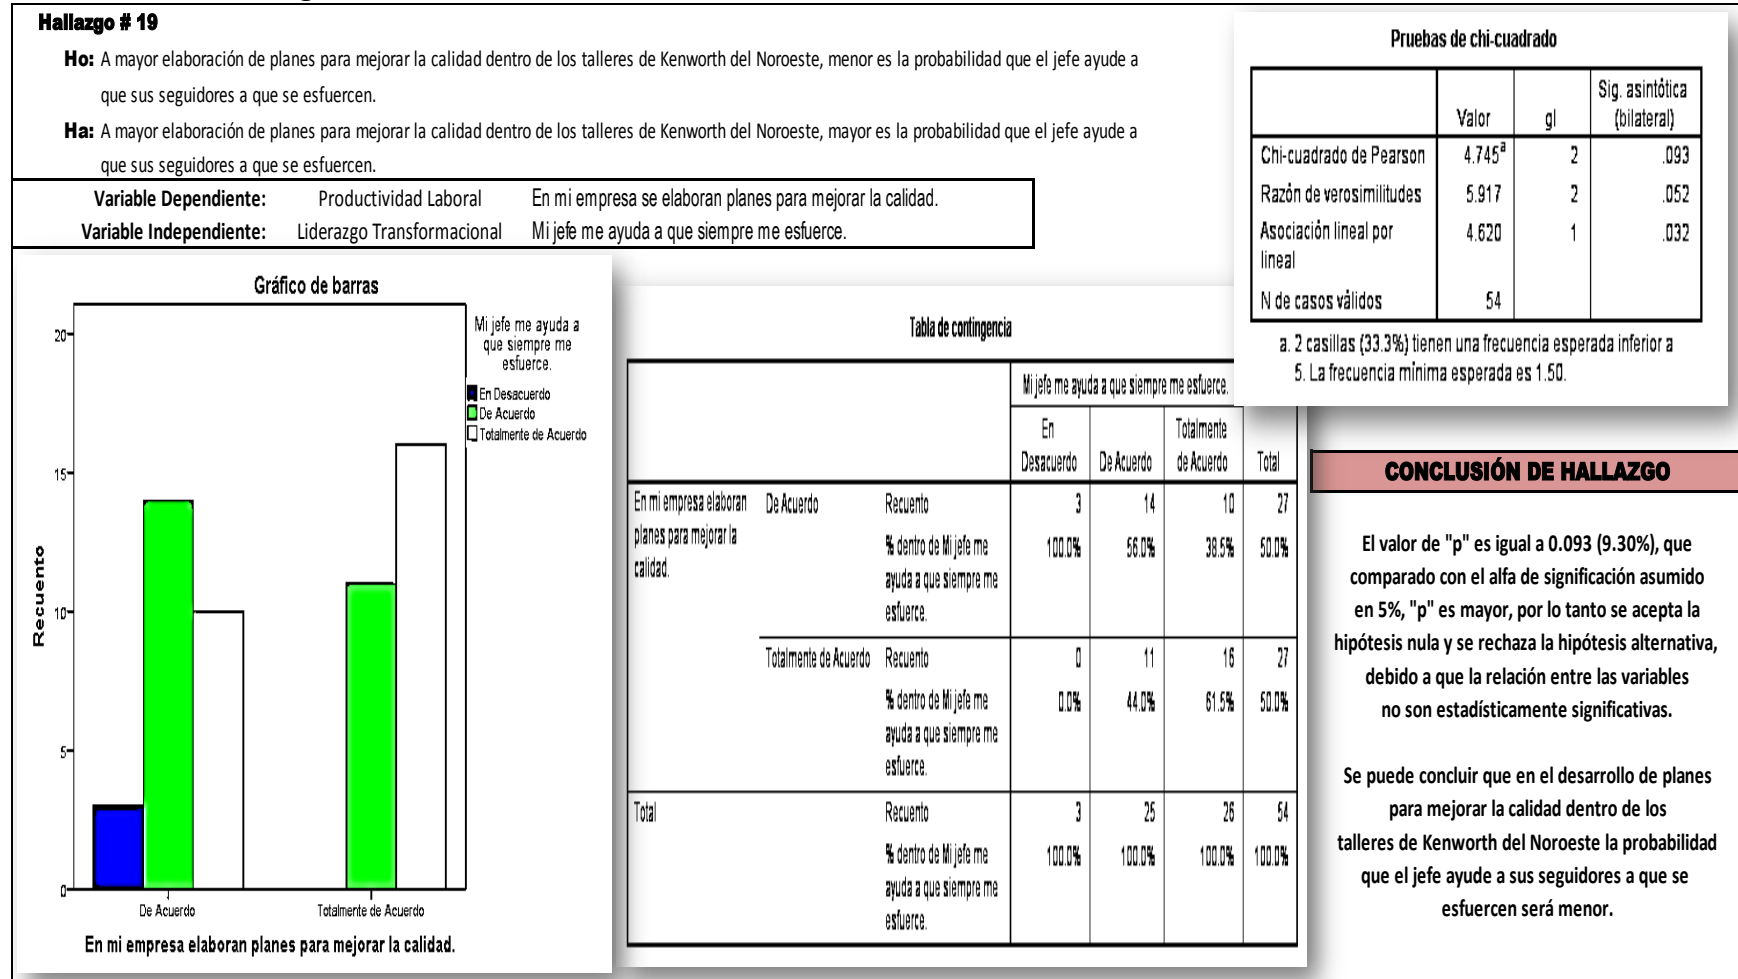 Hallazgo # 19
Ho: A mayor elaboración de planes para mejorar la calidad dentro de los talleres de Kenworth del Noroeste, menor es la probabilidad que el jefe ayude a
que sus seguidores a que se esfuercen.
Ha: A mayor elaboración de planes para mejorar la calidad dentro de los talleres de Kenworth del Noroeste, mayor es la probabilidad que el jefe ayude a
que sus seguidores a que se esfuercen.
Variable Dependiente: Productividad Laboral En mi empresa se elaboran planes para mejorar la calidad.
Variable Independiente: Liderazgo Transformacional Mi jefe me ayuda a que siempre me esfuerce.
Pruebas de chi-cuadrado
Sig. asintótica
Valor gl (bilateral)
Chi-cuadrado de Pearson 4.745a 2 .093
Razón de verosimilitudes 5.917 2 .052
Asociación lineal por 4.620 1 .032
lineal
N de casos válidos 54
a. 2 casillas (33.3%) tienen una frecuencia esperada inferior a
5. La frecuencia mínima esperada es 1.50.
Gráfico de barras
Mi jefe me ayuda a
que siempre me
esfuerce.
En Desacuerdo
De Acuerdo
Totalmente de Acuerdo
20
15
10
5
0
Recuento
De Acuerdo Totalmente de Acuerdo
En mi empresa elaboran planes para mejorar la calidad.
Tabla de contingencia
Mi jefe me ayuda a que siempre me esfuerce.
En Totalmente
Desacuerdo De Acuerdo de Acuerdo Total
En mi empresa elaboran De Acuerdo Recuento 3 14 10 27
planes para mejorar la % dentro de Mi jefe me 100.0% 56.0% 38.5% 50.0%
calidad. ayuda a que siempre me
esfuerce.
Totalmente de Acuerdo Recuento 0 11 16 27
% dentro de Mi jefe me 0.0% 44.0% 61.5% 50.0%
ayuda a que siempre me
esfuerce.
Total Recuento 3 25 26 54
% dentro de Mi jefe me 100.0% 100.0% 100.0% 100.0%
ayuda a que siempre me
esfuerce.
CONCLUSIÓN DE HALLAZGO
El valor de "p" es igual a 0.093 (9.30%), que
comparado con el alfa de significación asumido
en 5%, "p" es mayor, por lo tanto se acepta la
hipótesis nula y se rechaza la hipótesis alternativa,
debido a que la relación entre las variables
no son estadísticamente significativas.
Se puede concluir que en el desarrollo de planes
para mejorar la calidad dentro de los
talleres de Kenworth del Noroeste la probabilidad
que el jefe ayude a sus seguidores a que se
esfuercen será menor.